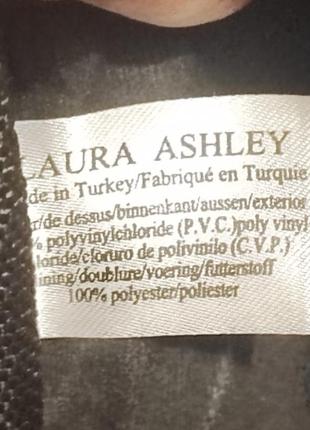 LAURA ASHLEY
de in Turkey/Fabriqué en Turquie
r/de dessus/binnenkant/aussen/exterior
% polyvinylchloride (P.V.C.)poly vinyl
loride/cloruro de polivinilo (C.V.P.)
ning/doublure/voering/futterstoff
100% polyester/poliester